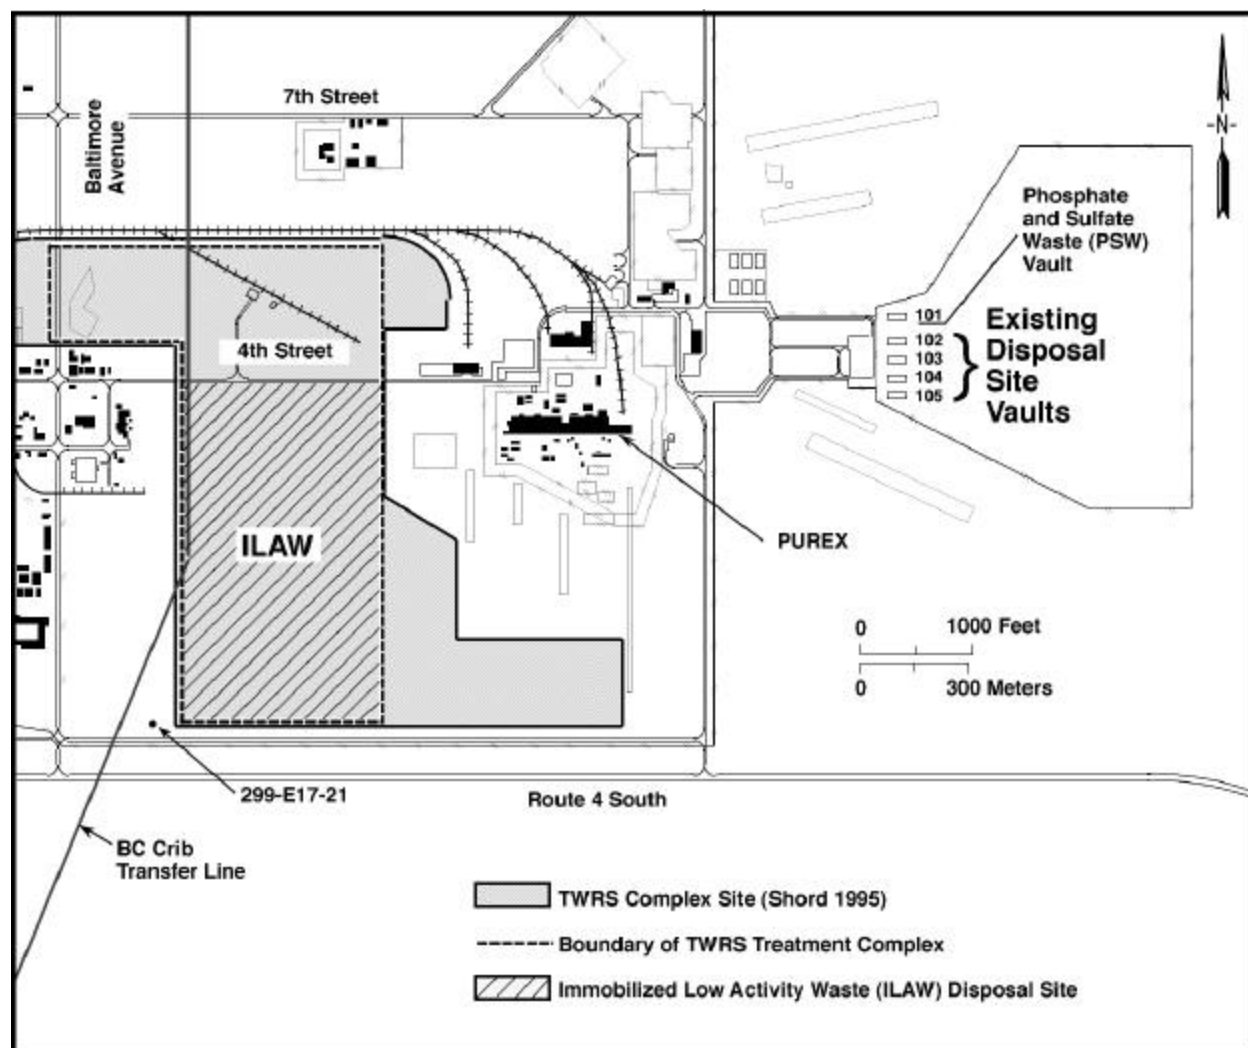 7th Street
Baltimore
Avenue
-N-
Phosphate
and Sulfate
Waste (PSW)
Vault
101
102
103
104
105
Existing
Disposal
Site
Vaults
4th Street
ILAW
PUREX
0 1000 Feet
0 300 Meters
299-E17-21
Route 4 South
BC Crib
Transfer Line
TWRS Complex Site (Shord 1995)
Boundary of TWRS Treatment Complex
Immobilized Low Activity Waste (ILAW) Disposal Site